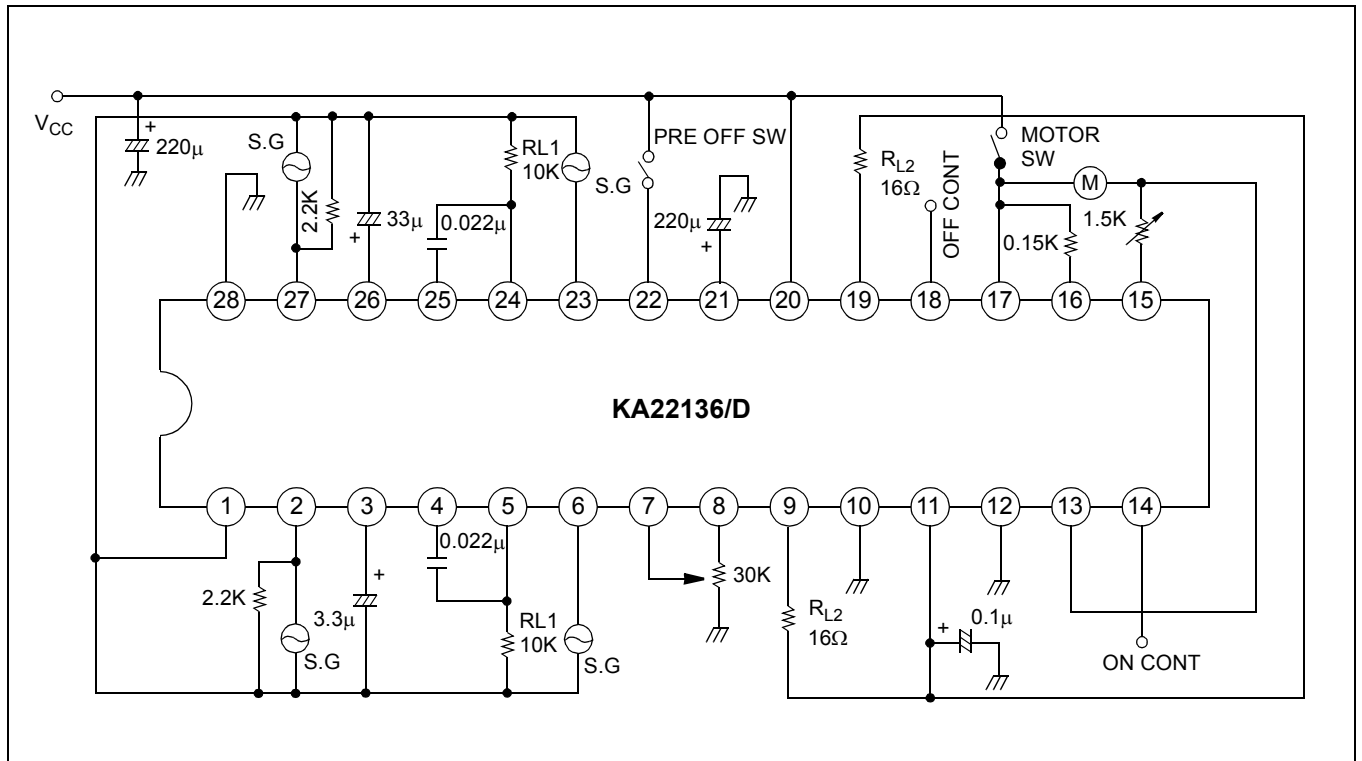 V_CC
220μ
S.G
2.2K
33μ
0.022μ
RL1
10K
S.G
PRE OFF SW
220μ
R_L2
16Ω
OFF CONT
MOTOR
SW
M
0.15K
1.5K
28 27 26 25 24 23 22 21 20 19 18 17 16 15
KA22136/D
1 2 3 4 5 6 7 8 9 10 11 12 13 14
2.2K
S.G
3.3μ
0.022μ
RL1
10K
S.G
30K
R_L2
16Ω
0.1μ
ON CONT